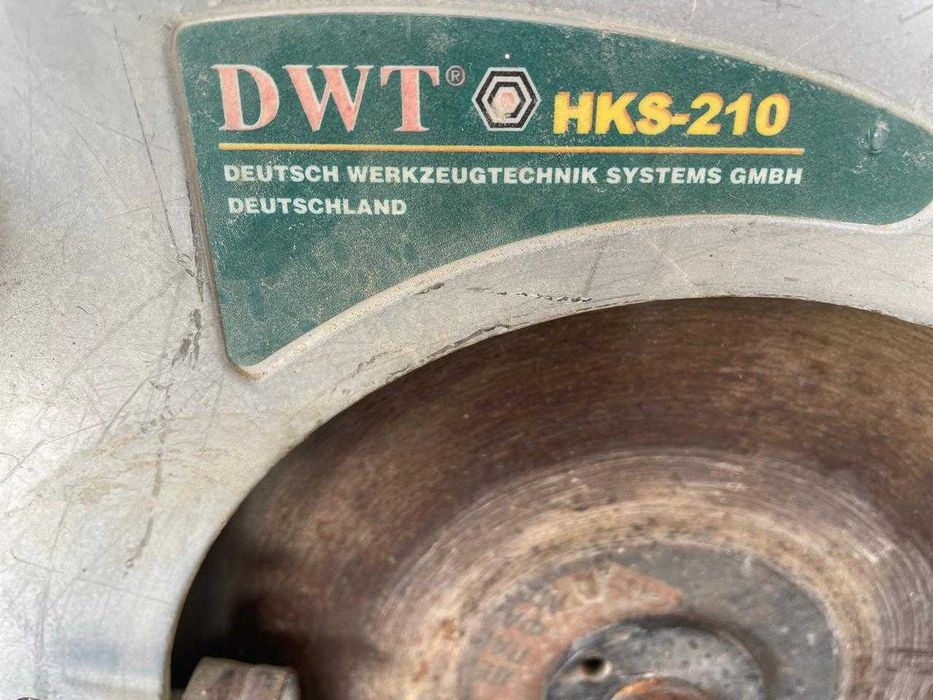 DWT® HKS-210
DEUTSCH WERKZEUGTECHNIK SYSTEMS GMBH
DEUTSCHLAND